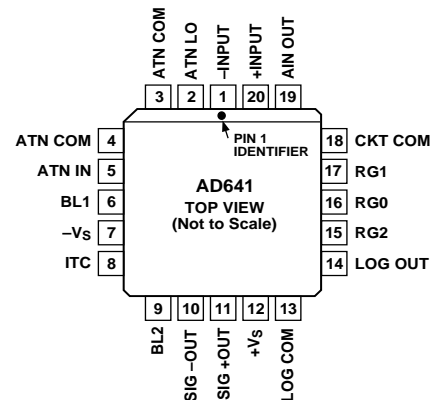 ATN COM
ATN LO
–INPUT
+INPUT
AIN OUT
3 2 1 20 19
ATN COM 4
ATN IN 5
BL1 6
–VS 7
ITC 8
PIN 1
IDENTIFIER
AD641
TOP VIEW
(Not to Scale)
18 CKT COM
17 RG1
16 RG0
15 RG2
14 LOG OUT
9 10 11 12 13
BL2
SIG –OUT
SIG +OUT
+VS
LOG COM